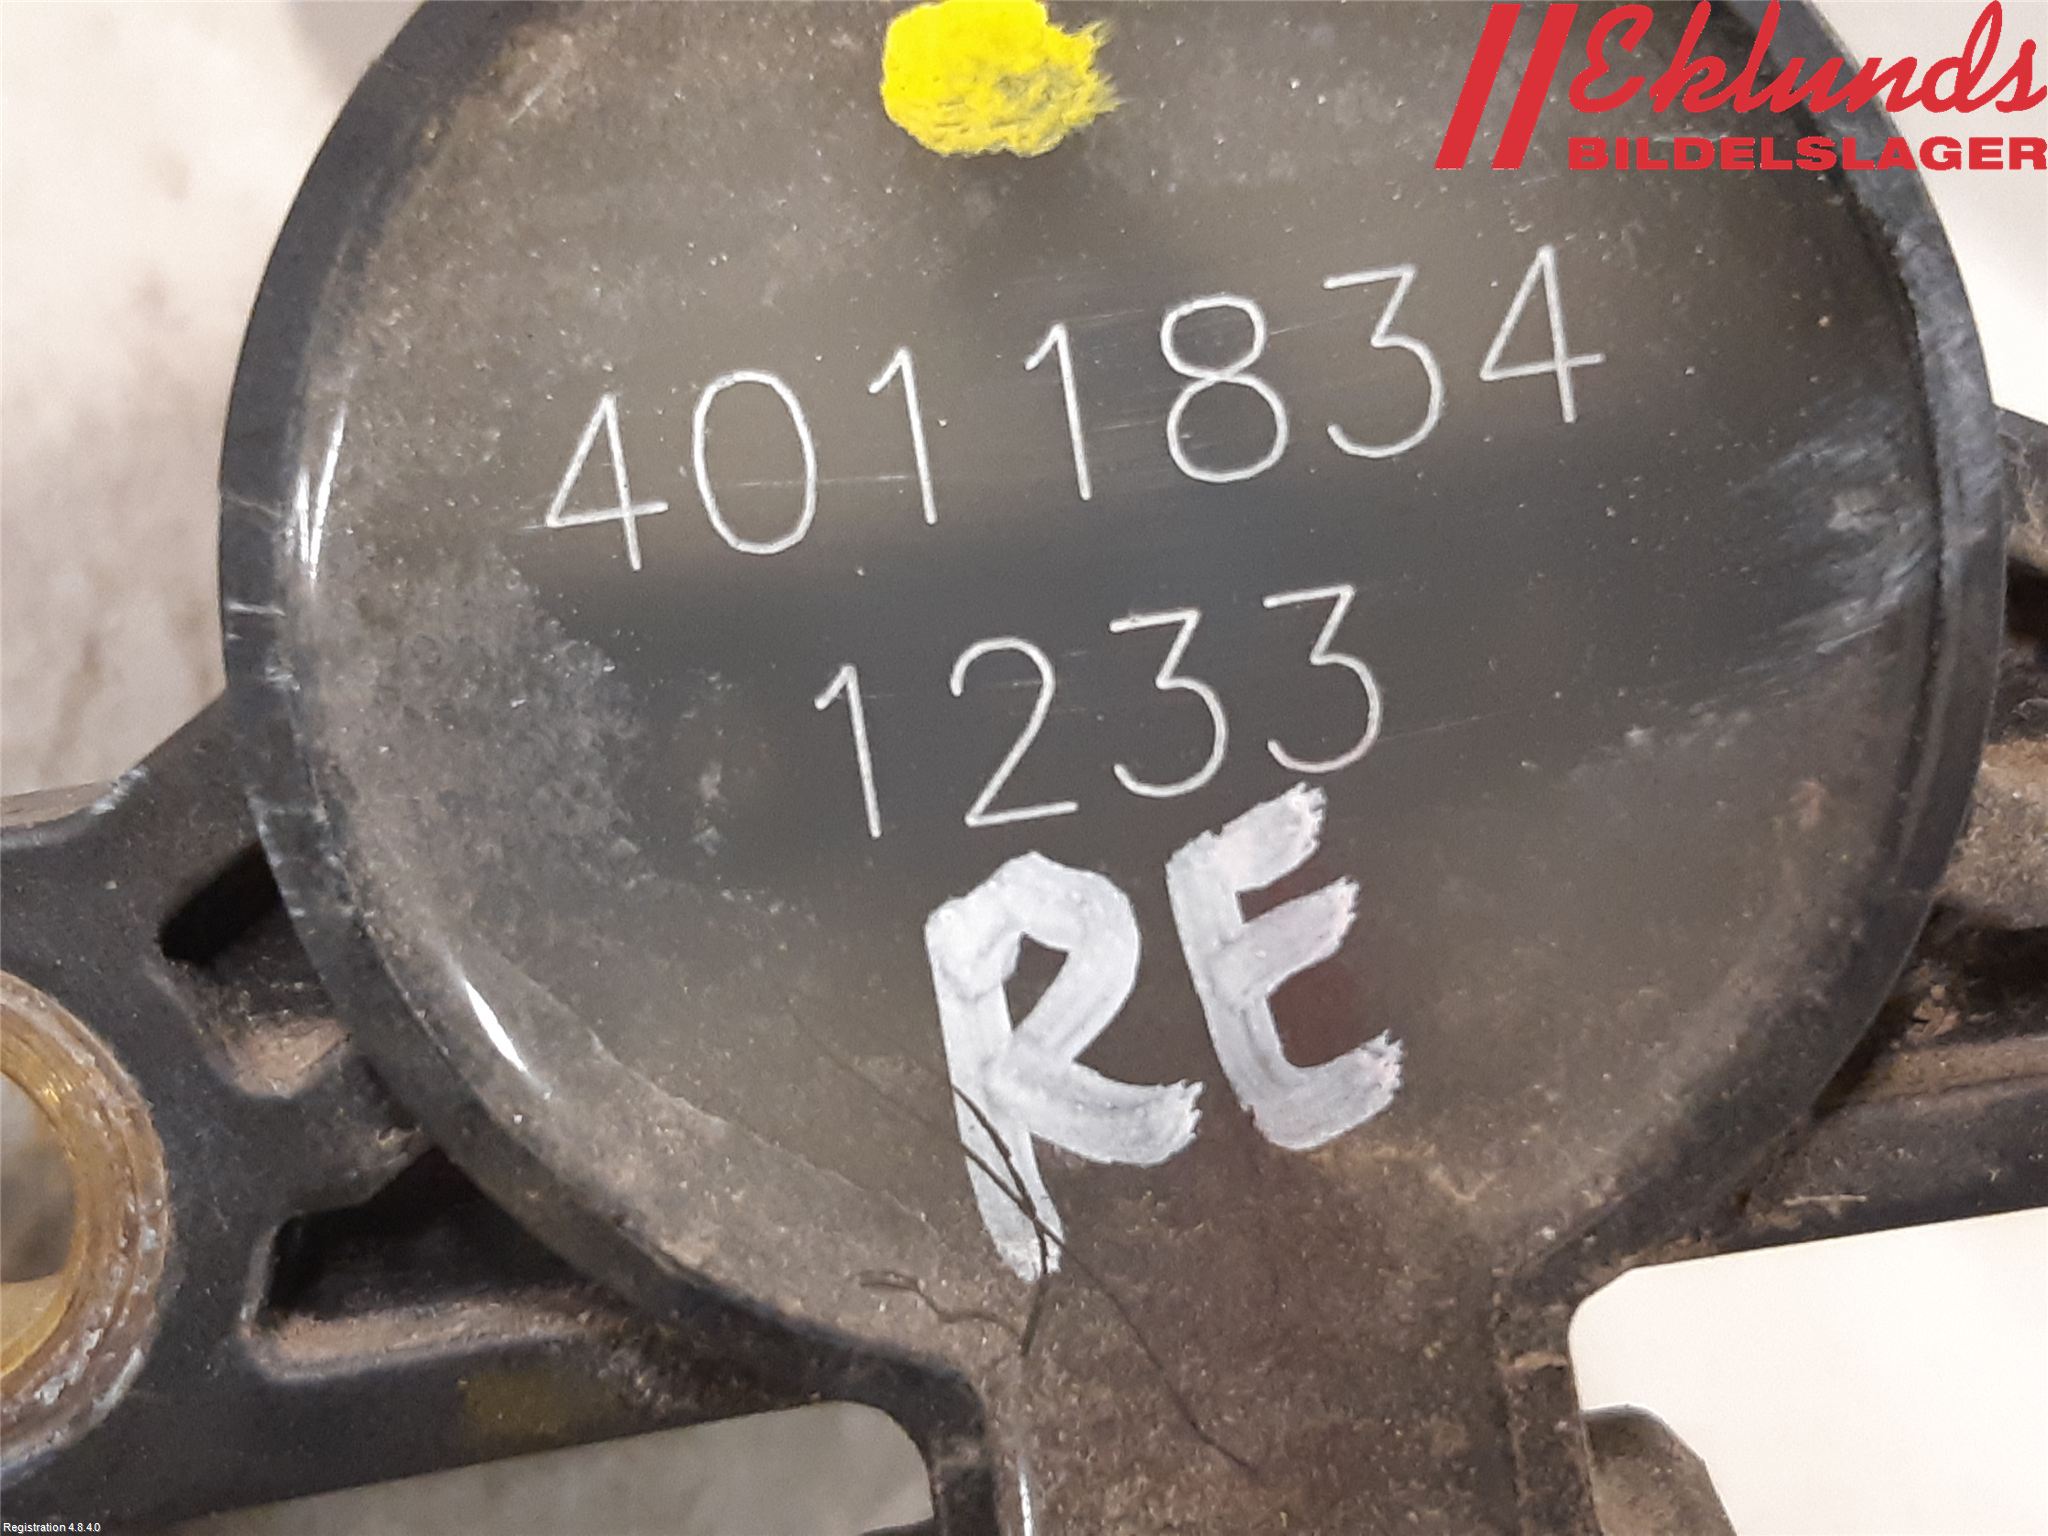 Eklunds
BILDELSLAGER
4011834
1233
RE
Registration 4.8.4.0